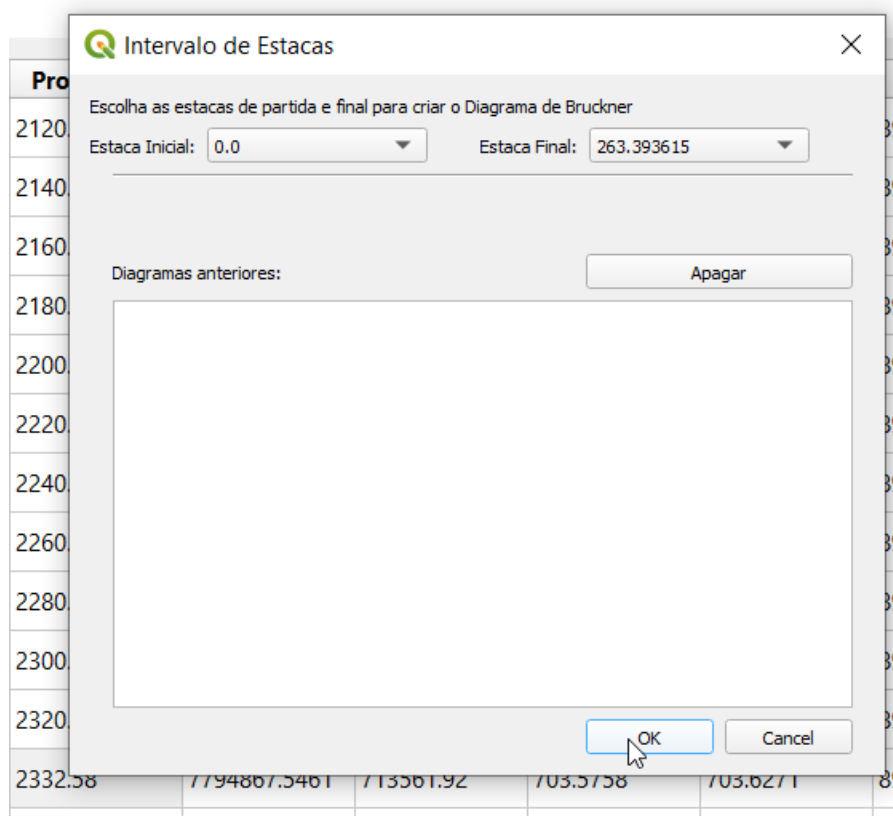 Intervalo de Estacas
Pro
Escolha as estacas de partida e final para criar o Diagrama de Bruckner
2120.
Estaca Inicial: 0.0 Estaca Final: 263.393615
2140.
2160.
Diagramas anteriores: Apagar
2180.
2200.
2220.
2240.
2260.
2280.
2300.
2320.
OK Cancel
2332.58 7794867.5461 713561.92 703.5758 703.6271